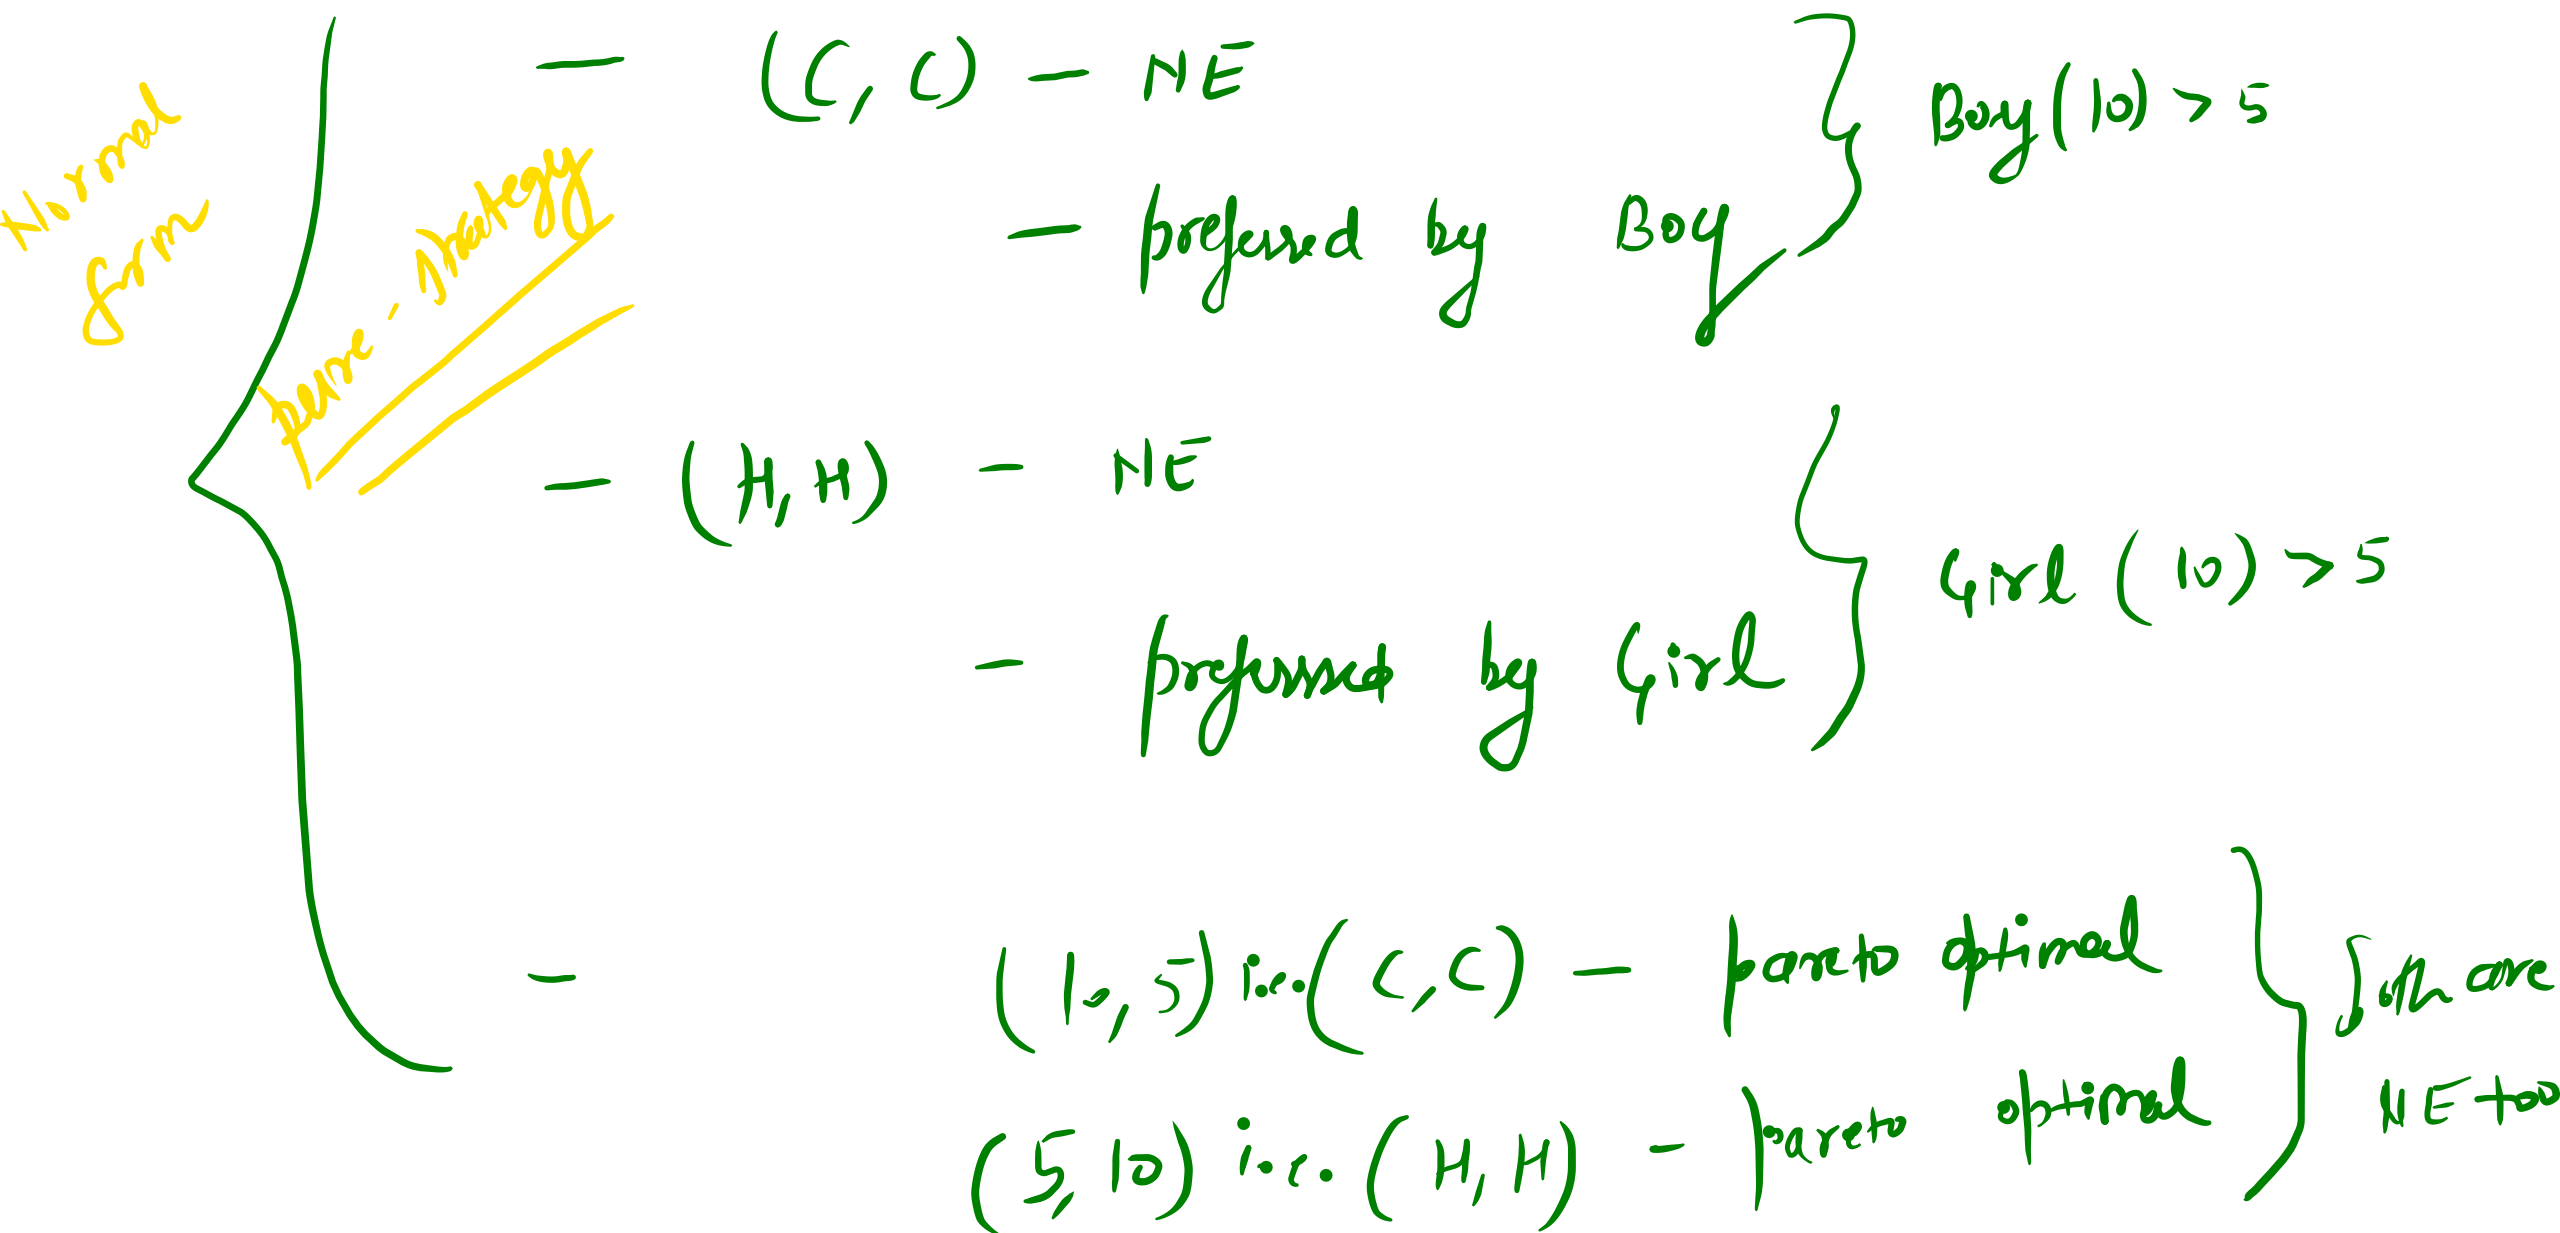 Normal form
pure-strategy
- (C, C) - NE
- preferred by Boy
Boy (10) > 5
- (H, H) - NE
- preferred by Girl
Girl (10) > 5
- (10, 5) i.e. (C, C) - pareto optimal
(5, 10) i.e. (H, H) - pareto optimal
Both are
NE too